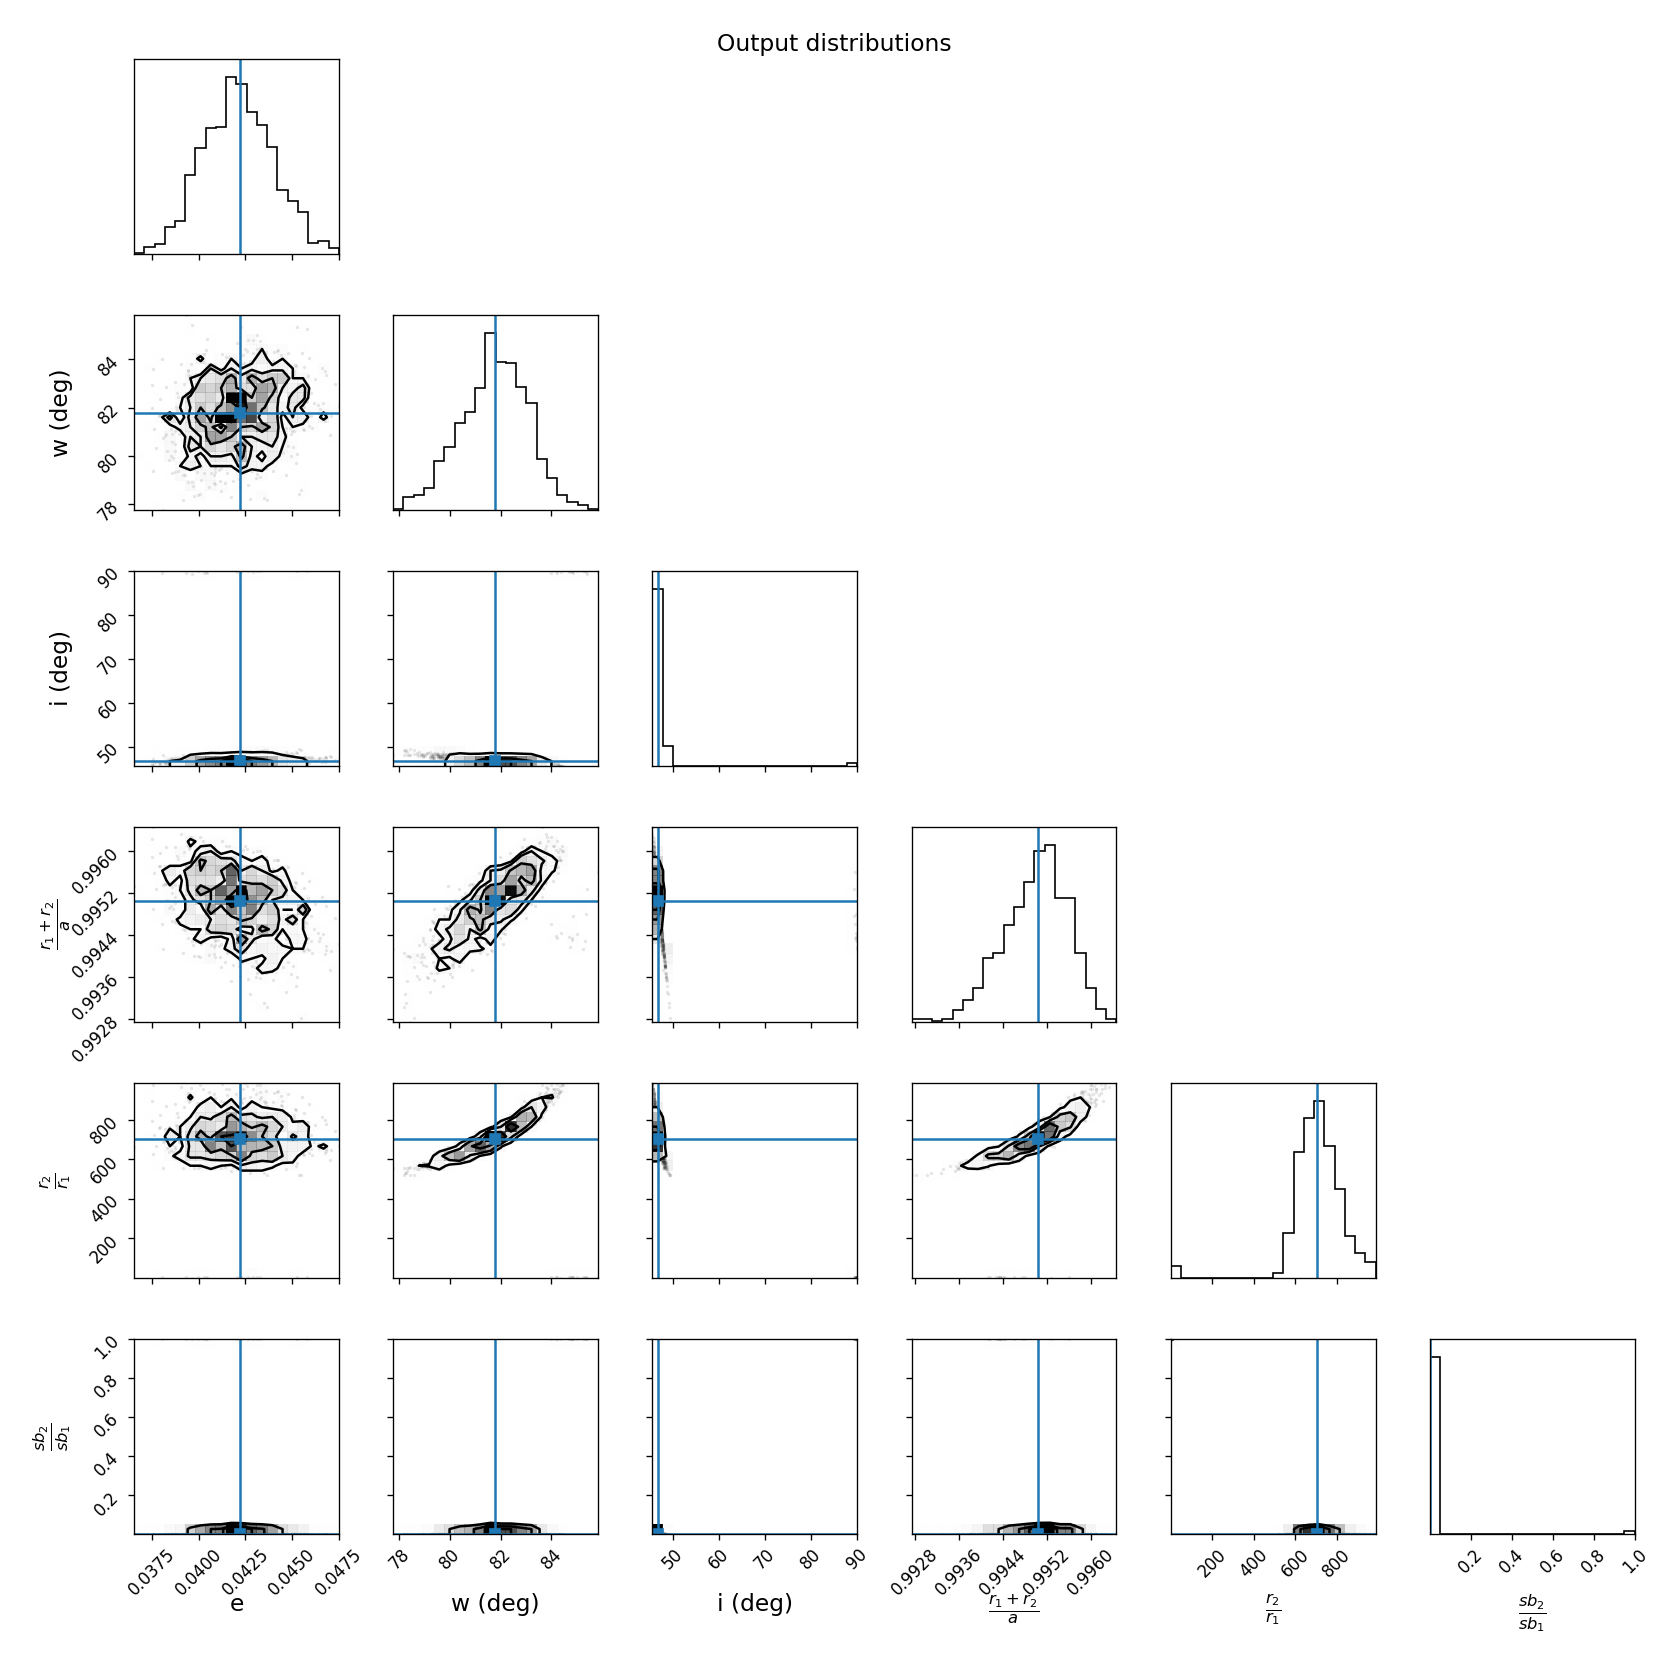 Output distributions
w (deg)
84
82
80
78
i (deg)
90
80
70
60
50
r1 + r2
a
0.9960
0.9952
0.9944
0.9936
0.9928
r2
r1
800
600
400
200
sb2
sb1
1.0
0.8
0.6
0.4
0.2
0.0375 0.0400 0.0425 0.0450 0.0475
e
78 80 82 84
w (deg)
50 60 70 80 90
i (deg)
0.9928 0.9936 0.9944 0.9952 0.9960
r1 + r2
a
200 400 600 800
r2
r1
0.2 0.4 0.6 0.8 1.0
sb2
sb1